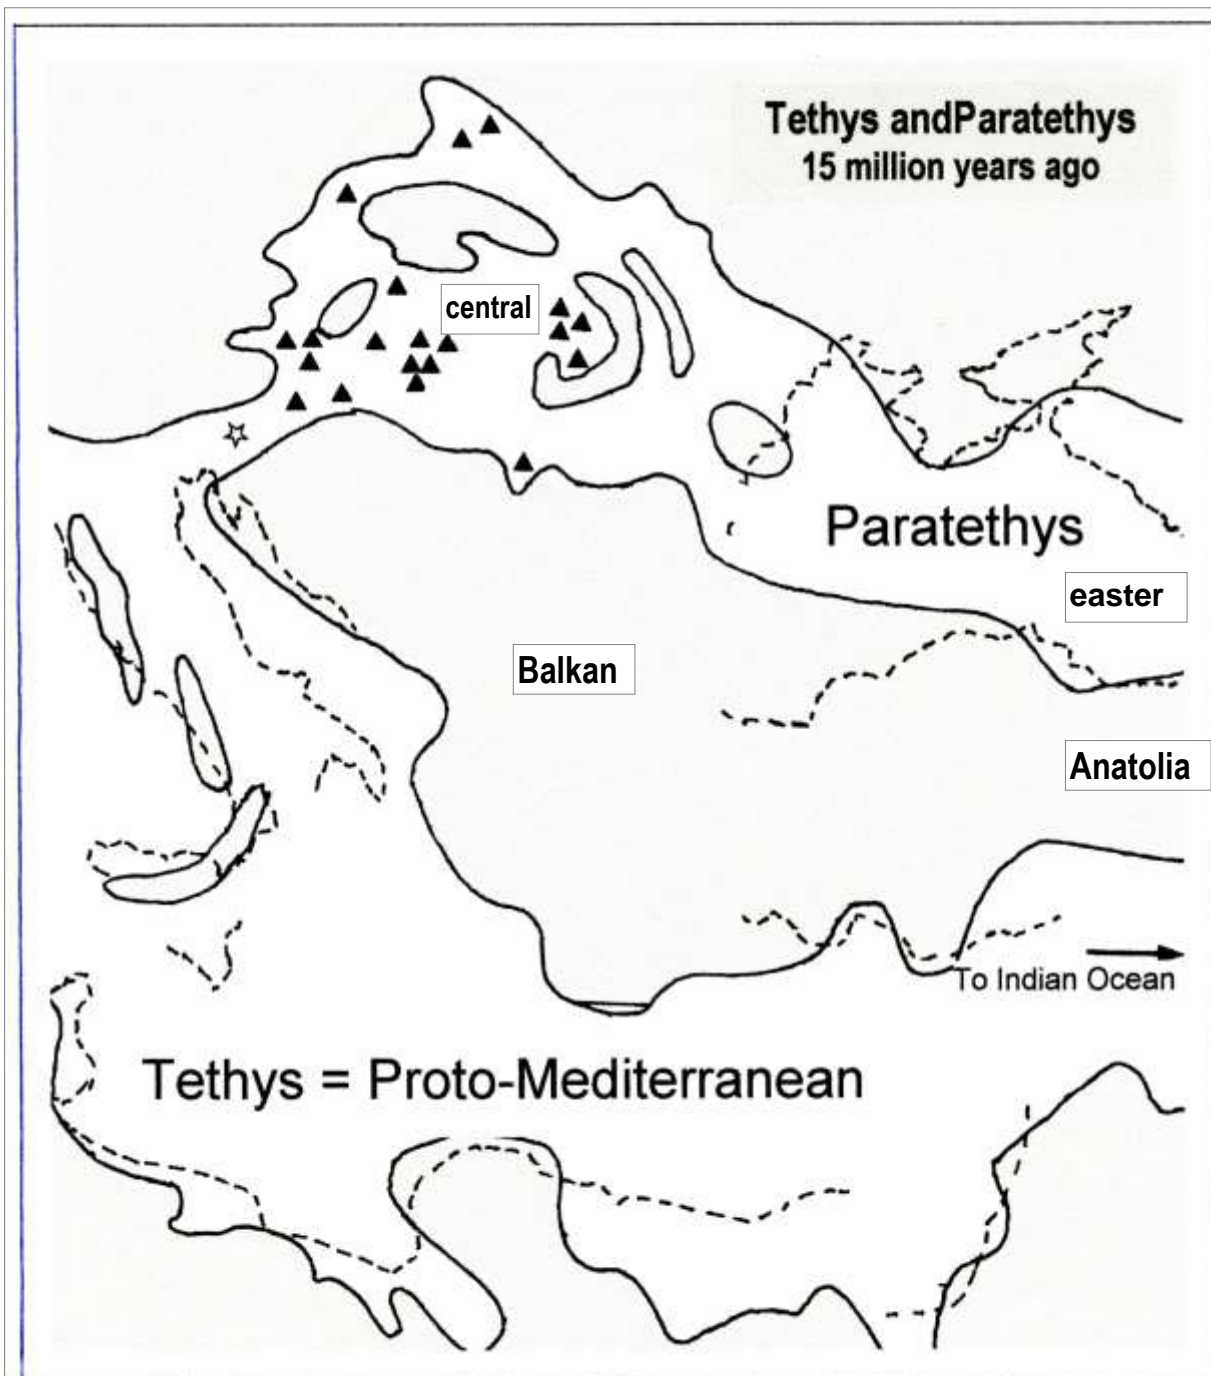 Tethys andParatethys
15 million years ago
central
Paratethys
easter
Balkan
Anatolia
To Indian Ocean
Tethys = Proto-Mediterranean